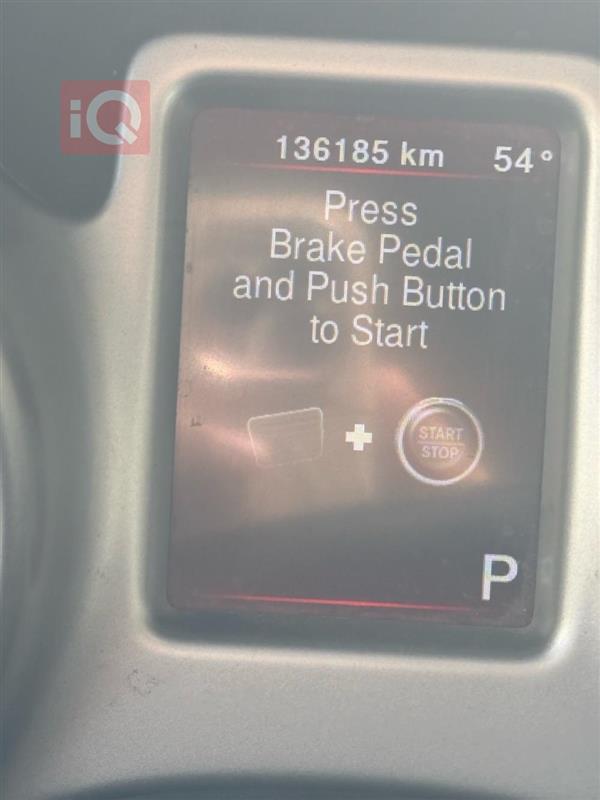 iQ
136185 km 54°
Press
Brake Pedal
and Push Button
to Start
START
STOP
P